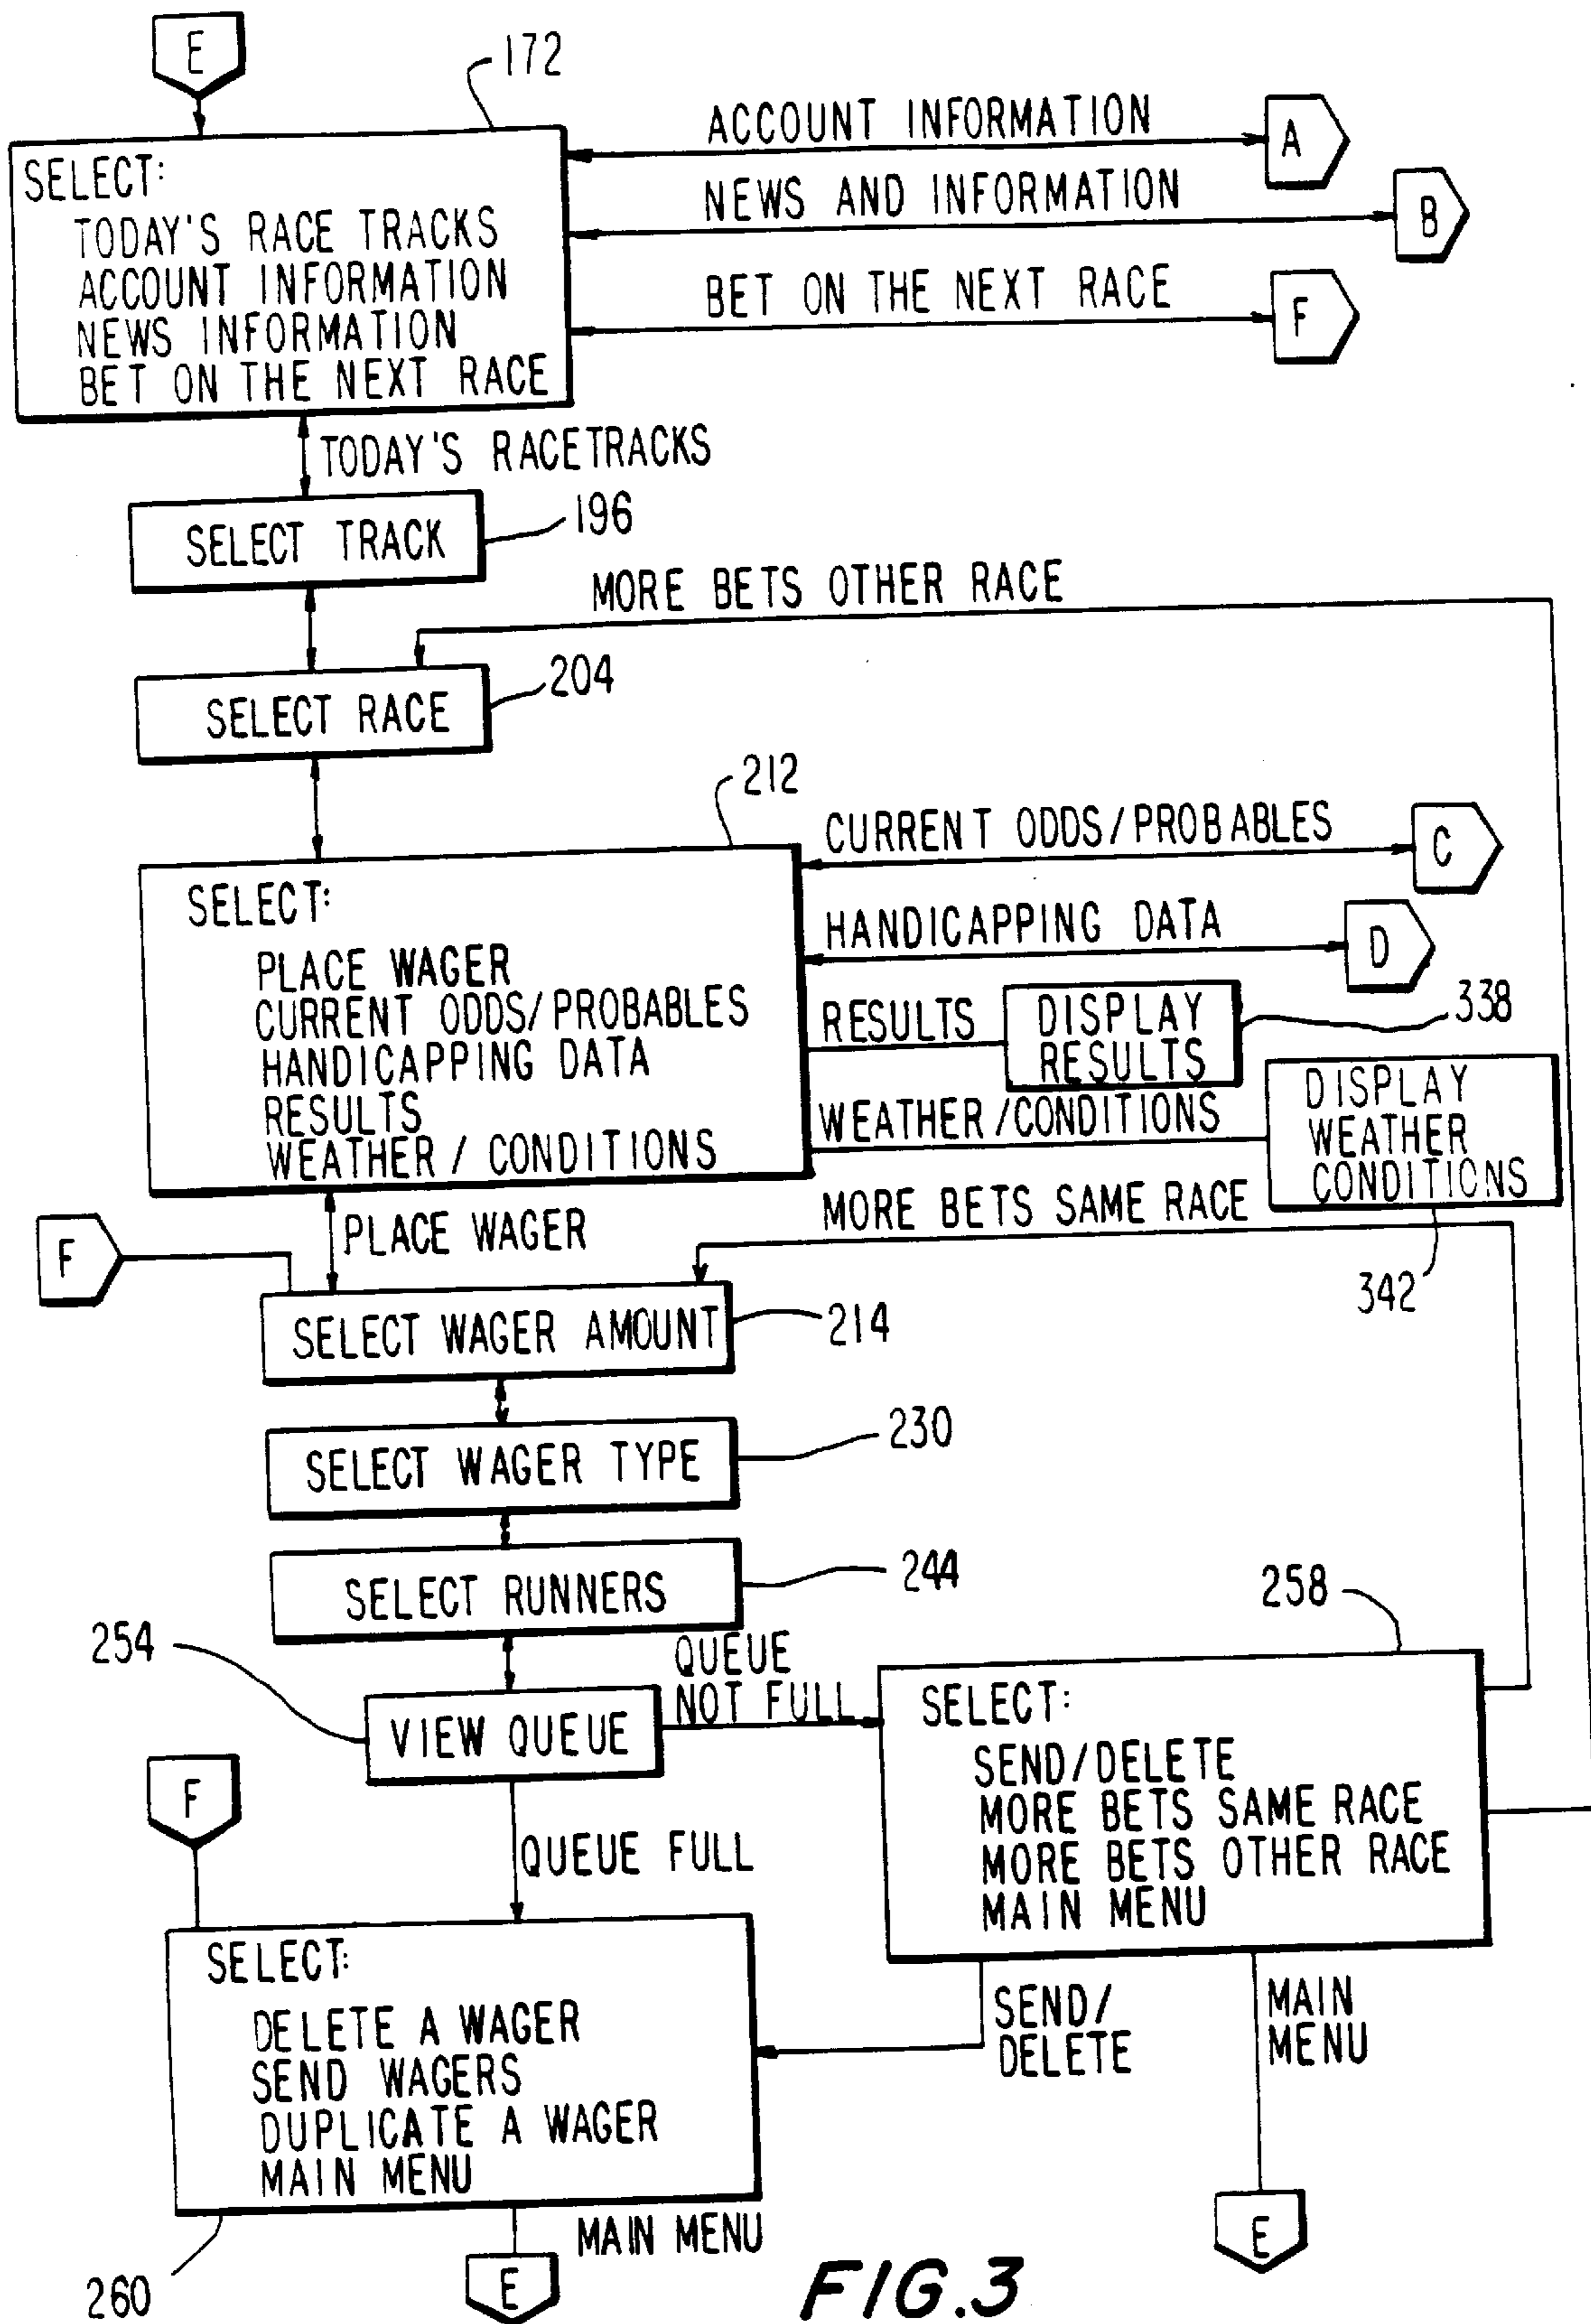 E
172
SELECT:
TODAY'S RACE TRACKS
ACCOUNT INFORMATION
NEWS INFORMATION
BET ON THE NEXT RACE
ACCOUNT INFORMATION
A
NEWS AND INFORMATION
B
BET ON THE NEXT RACE
F
TODAY'S RACETRACKS
SELECT TRACK
196
MORE BETS OTHER RACE
SELECT RACE
204
212
SELECT:
PLACE WAGER
CURRENT ODDS/PROBABLES
HANDICAPPING DATA
RESULTS
WEATHER / CONDITIONS
CURRENT ODDS/PROBABLES
C
HANDICAPPING DATA
D
RESULTS
DISPLAY
RESULTS
338
WEATHER/CONDITIONS
DISPLAY
WEATHER
CONDITIONS
342
PLACE WAGER
MORE BETS SAME RACE
F
SELECT WAGER AMOUNT
214
SELECT WAGER TYPE
230
SELECT RUNNERS
244
254
VIEW QUEUE
QUEUE
NOT FULL
258
SELECT:
SEND/DELETE
MORE BETS SAME RACE
MORE BETS OTHER RACE
MAIN MENU
F
QUEUE FULL
SELECT:
DELETE A WAGER
SEND WAGERS
DUPLICATE A WAGER
MAIN MENU
SEND/
DELETE
MAIN
MENU
260
MAIN MENU
E
E
FIG.3